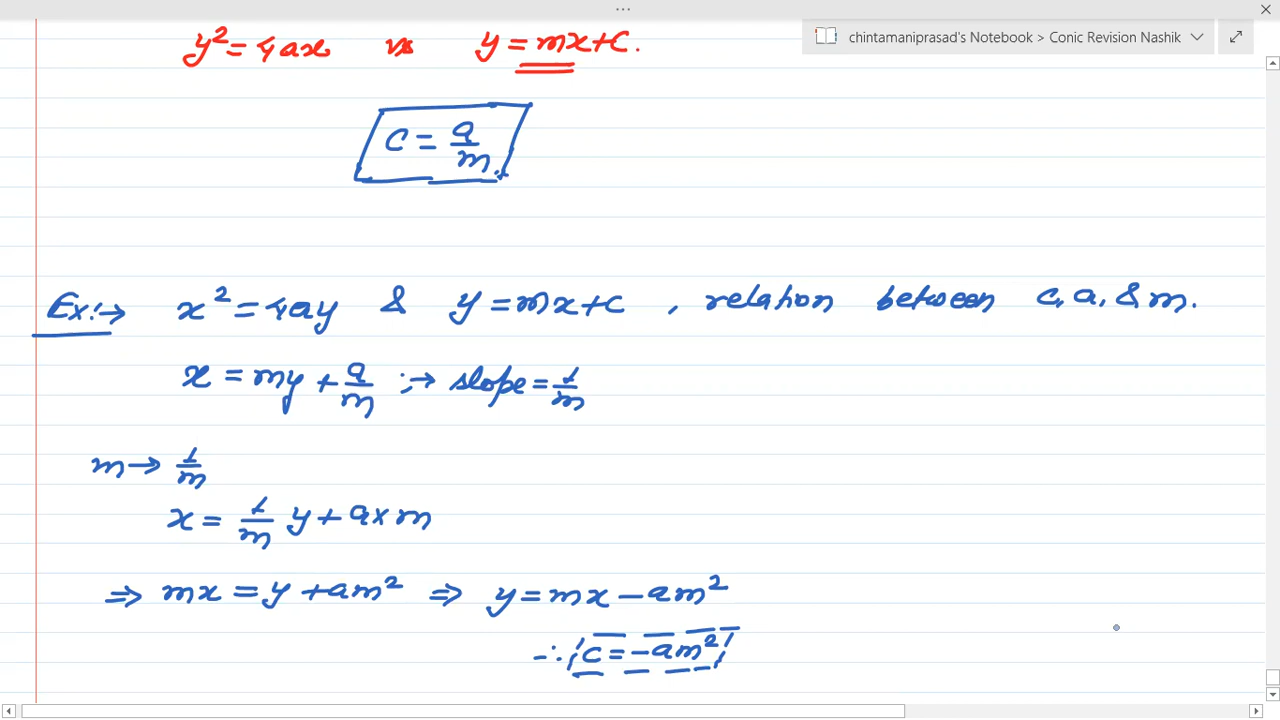 y² = 4ax vs y = mx + c.
chintamaniprasad's Notebook > Conic Revision Nashik
c = a/m.
Ex:→ x² = 4ay & y = mx + c , relation between c, a, & m.
x = my + a/m ;→ slope = 1/m
m → 1/m
x = 1/m y + a × m
⇒ mx = y + am² ⇒ y = mx − am²
∴ c = −am²